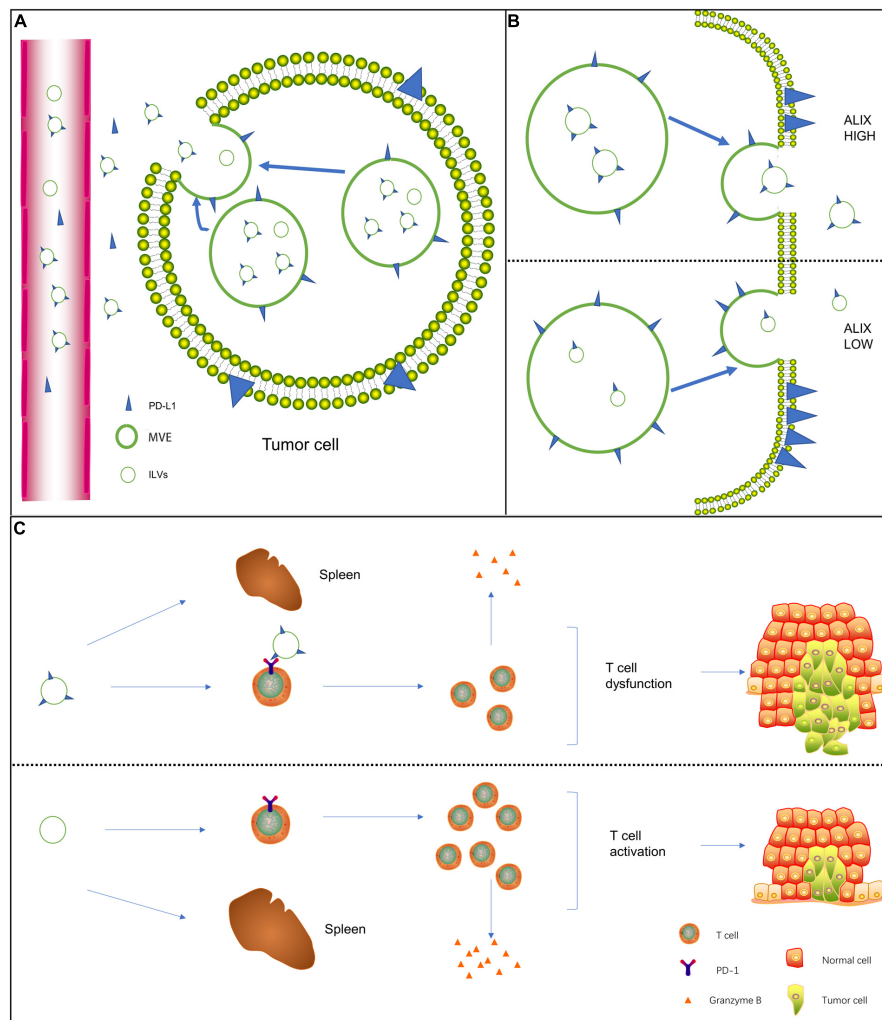 A
PD-L1
MVE
ILVs
Tumor cell
B
ALIX
HIGH
ALIX
LOW
C
Spleen
T cell
dysfunction
T cell
activation
Spleen
T cell
PD-1
Granzyme B
Normal cell
Tumor cell